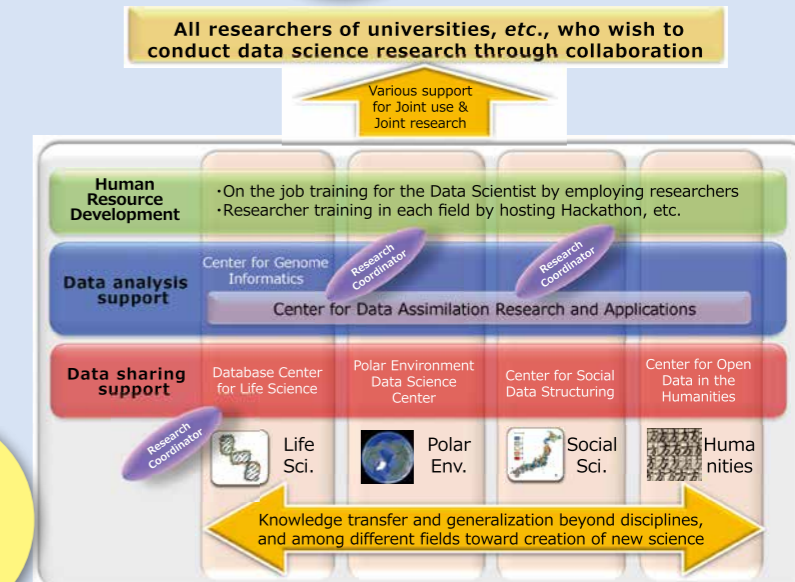 All researchers of universities, etc., who wish to
conduct data science research through collaboration
Various support
for Joint use &
Joint research
Human
Resource
Development
・On the job training for the Data Scientist by employing researchers
・Researcher training in each field by hosting Hackathon, etc.
Data analysis
support
Center for Genome
Informatics
Research
Coordinator
Research
Coordinator
Center for Data Assimilation Research and Applications
Data sharing
support
Database Center
for Life Science
Polar Environment
Data Science
Center
Center for Social
Data Structuring
Center for Open
Data in the
Humanities
Research
Coordinator
Life
Sci.
Polar
Env.
Social
Sci.
Huma
nities
Knowledge transfer and generalization beyond disciplines,
and among different fields toward creation of new science